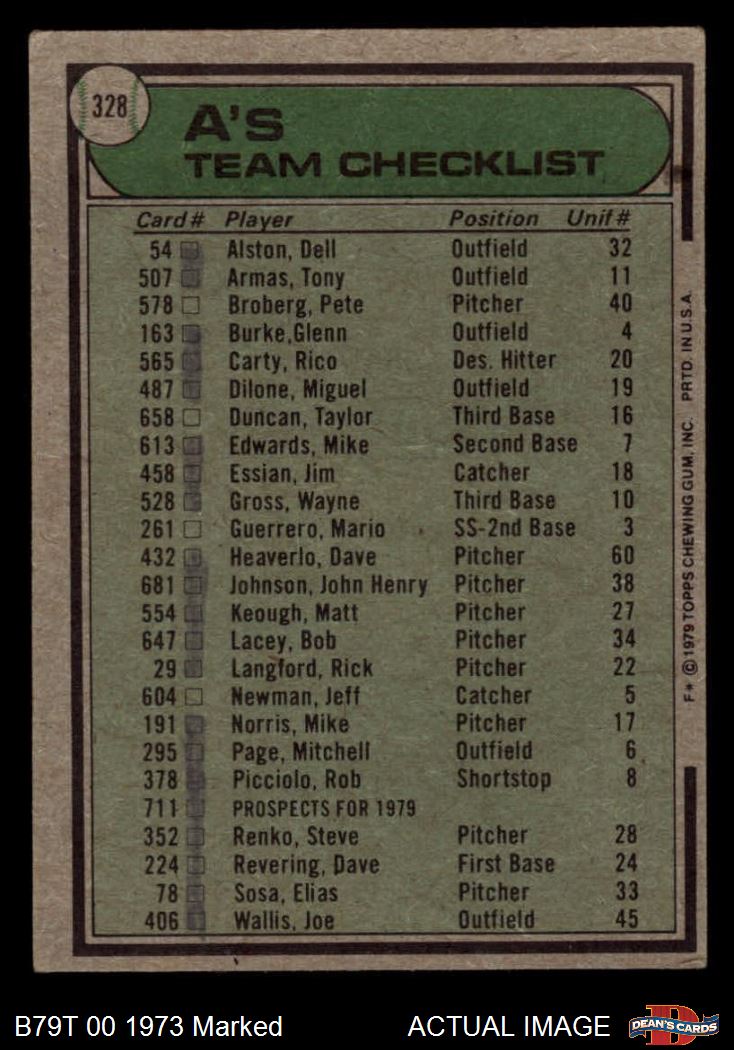 328
A'S
TEAM CHECKLIST
Card # Player Position Unif #
54 Alston, Dell Outfield 32
507 Armas, Tony Outfield 11
578 Broberg, Pete Pitcher 40
163 Burke,Glenn Outfield 4
565 Carty, Rico Des. Hitter 20
487 Dilone, Miguel Outfield 19
658 Duncan, Taylor Third Base 16
613 Edwards, Mike Second Base 7
458 Essian, Jim Catcher 18
528 Gross, Wayne Third Base 10
261 Guerrero, Mario SS-2nd Base 3
432 Heaverlo, Dave Pitcher 60
681 Johnson, John Henry Pitcher 38
554 Keough, Matt Pitcher 27
647 Lacey, Bob Pitcher 34
29 Langford, Rick Pitcher 22
604 Newman, Jeff Catcher 5
191 Norris, Mike Pitcher 17
295 Page, Mitchell Outfield 6
378 Picciolo, Rob Shortstop 8
711 PROSPECTS FOR 1979
352 Renko, Steve Pitcher 28
224 Revering, Dave First Base 24
78 Sosa, Elias Pitcher 33
406 Wallis, Joe Outfield 45
F* © 1979 TOPPS CHEWING GUM, INC. PRTD. IN U.S.A.
B79T 00 1973 Marked
ACTUAL IMAGE
D
DEAN'S CARDS